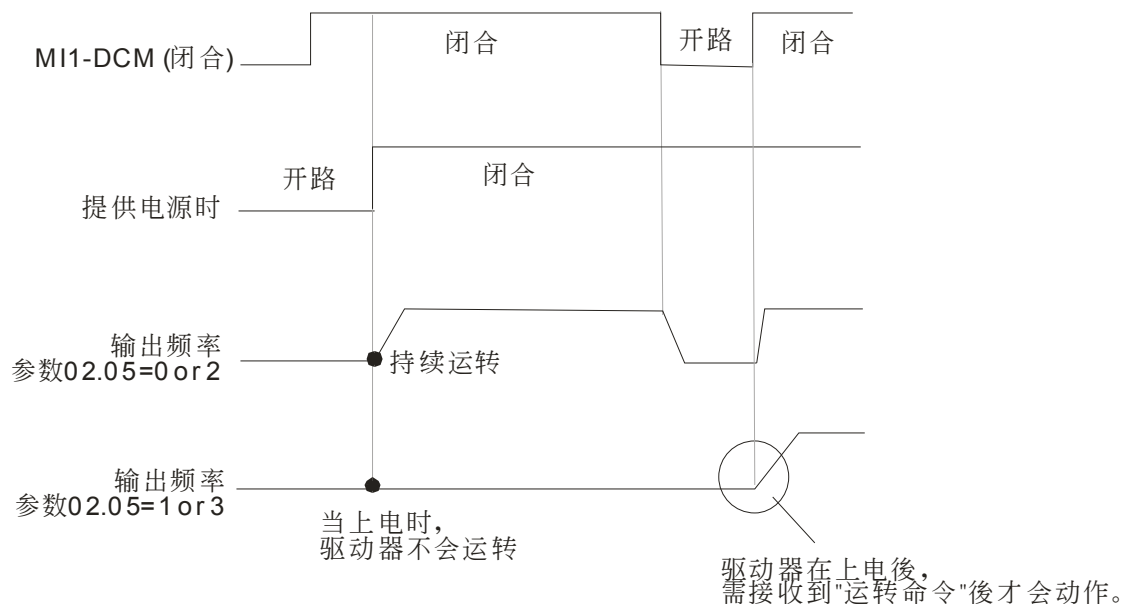 MI1-DCM (闭合)
闭合
开路
闭合
提供电源时
开路
闭合
输出频率
参数02.05=0 or 2
持续运转
输出频率
参数02.05=1 or 3
当上电时，
驱动器不会运转
驱动器在上电後，
需接收到"运转命令"後才会动作。